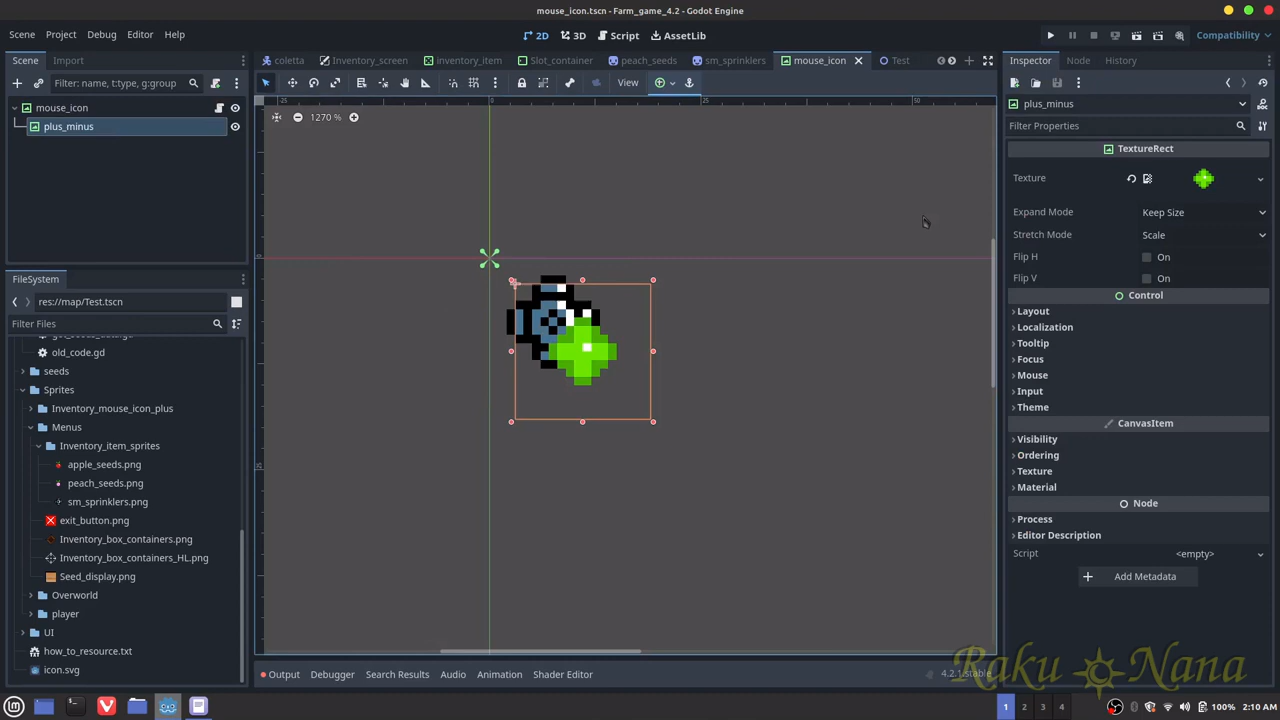 mouse_icon.tscn - Farm_game_4.2 - Godot Engine
Scene Project Debug Editor Help
2D 3D Script AssetLib
Compatibility
Scene Import
coletta Inventory_screen inventory_item Slot_container peach_seeds sm_sprinklers mouse_icon Test
Inspector Node History
Filter: name, t:type, g:group
View
mouse_icon
plus_minus
25 0 25 50
1270 %
plus_minus
Filter Properties
TextureRect
Texture
Expand Mode Keep Size
Stretch Mode Scale
Flip H On
Flip V On
Control
Layout
Localization
Tooltip
Focus
Mouse
Input
Theme
CanvasItem
Visibility
Ordering
Texture
Material
Node
Process
Editor Description
Script <empty>
Add Metadata
FileSystem
res://map/Test.tscn
Filter Files
old_code.gd
seeds
Sprites
Inventory_mouse_icon_plus
Menus
Inventory_item_sprites
apple_seeds.png
peach_seeds.png
sm_sprinklers.png
exit_button.png
Inventory_box_containers.png
Inventory_box_containers_HL.png
Seed_display.png
Overworld
player
UI
how_to_resource.txt
icon.svg
0
25
Output Debugger Search Results Audio Animation Shader Editor
4.2.1.stable
Raku Nana
1 2 3 4
100% 2:10 AM